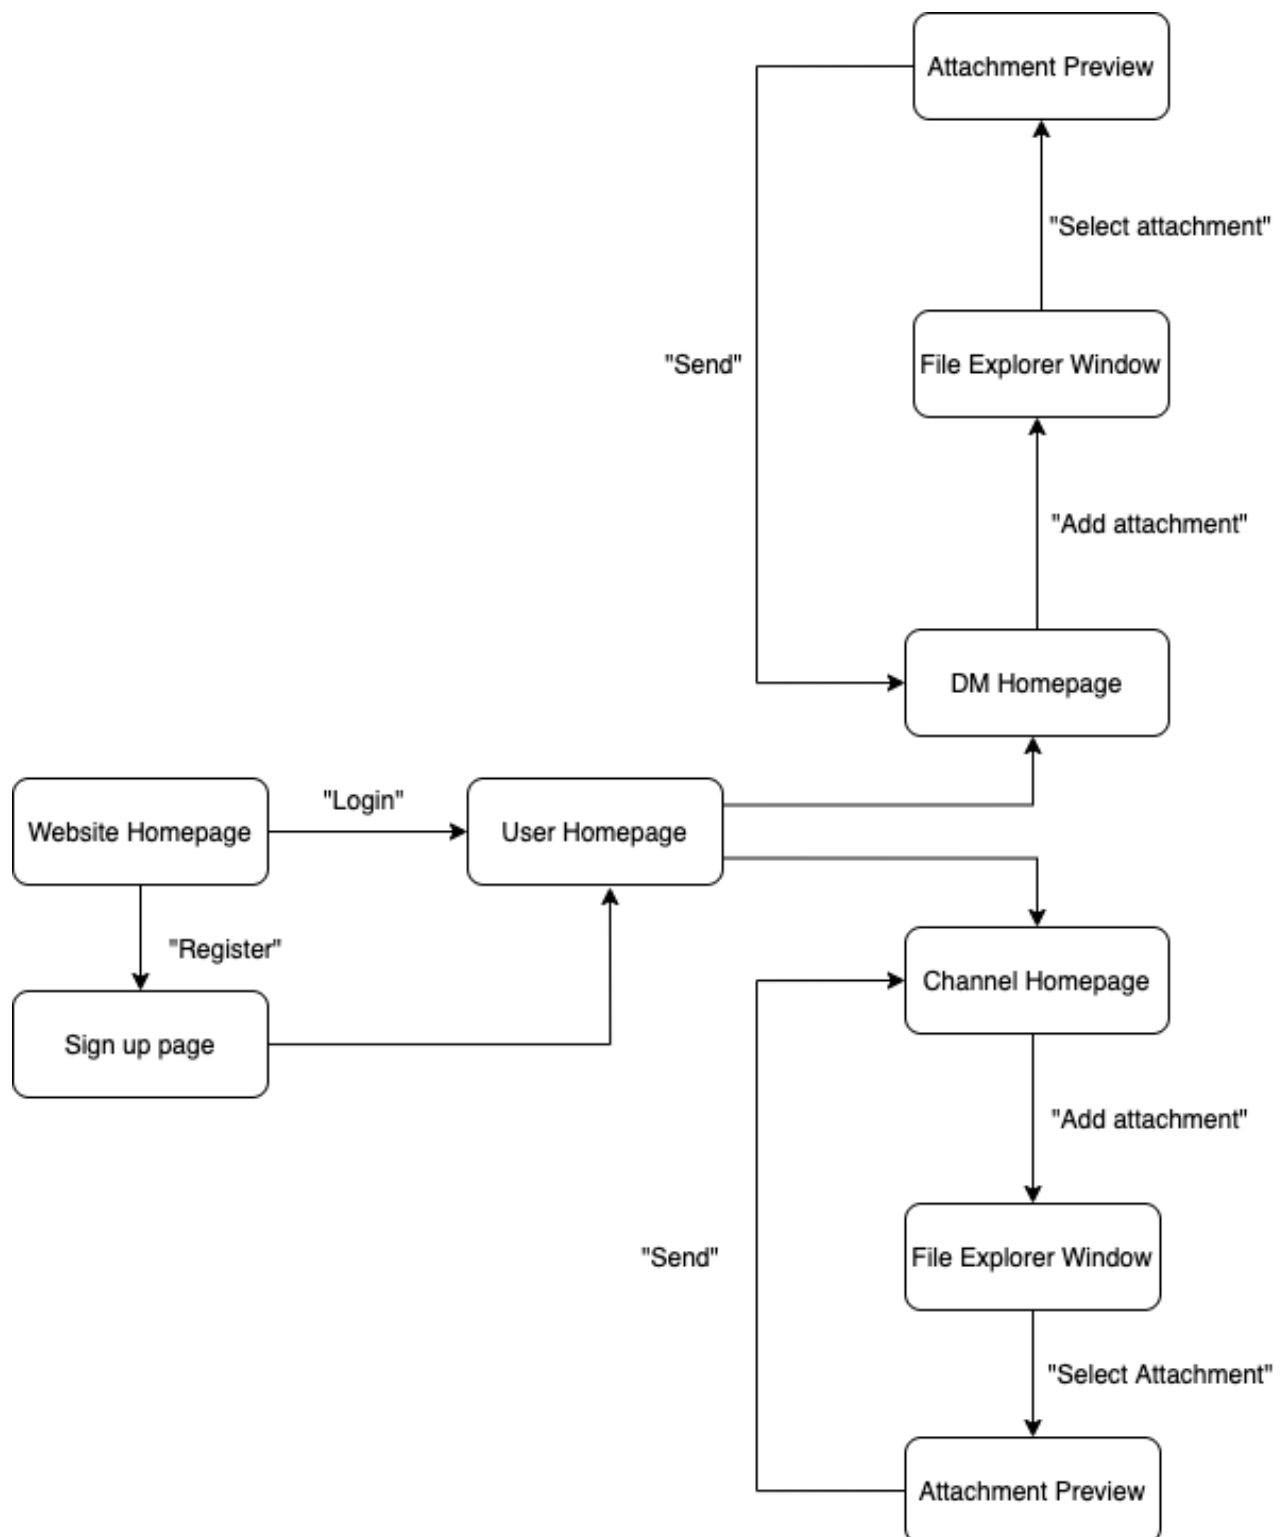 Attachment Preview
"Select attachment"
"Send"
File Explorer Window
"Add attachment"
DM Homepage
"Login"
Website Homepage
User Homepage
"Register"
Channel Homepage
Sign up page
"Add attachment"
"Send"
File Explorer Window
"Select Attachment"
Attachment Preview